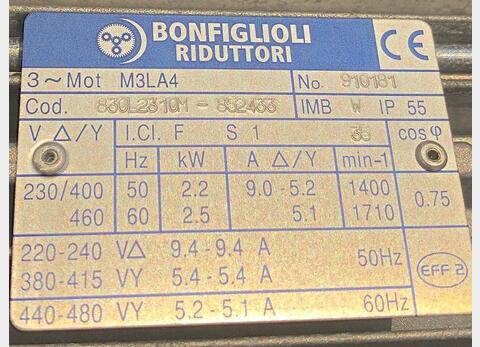 BONFIGLIOLI
RIDUTTORI
CE
3~Mot M3LA4 No. 910181
Cod. 830L2310M - 852433 IMB W IP 55
V Δ/Y I.Cl. F S 1 35 cosφ
Hz kW A Δ/Y min-1
230/400 50 2.2 9.0-5.2 1400 0.75
460 60 2.5 5.1 1710
220-240 VΔ 9.4-9.4 A 50Hz
380-415 VY 5.4-5.4 A EFF 2
440-480 VY 5.2-5.1 A 60Hz